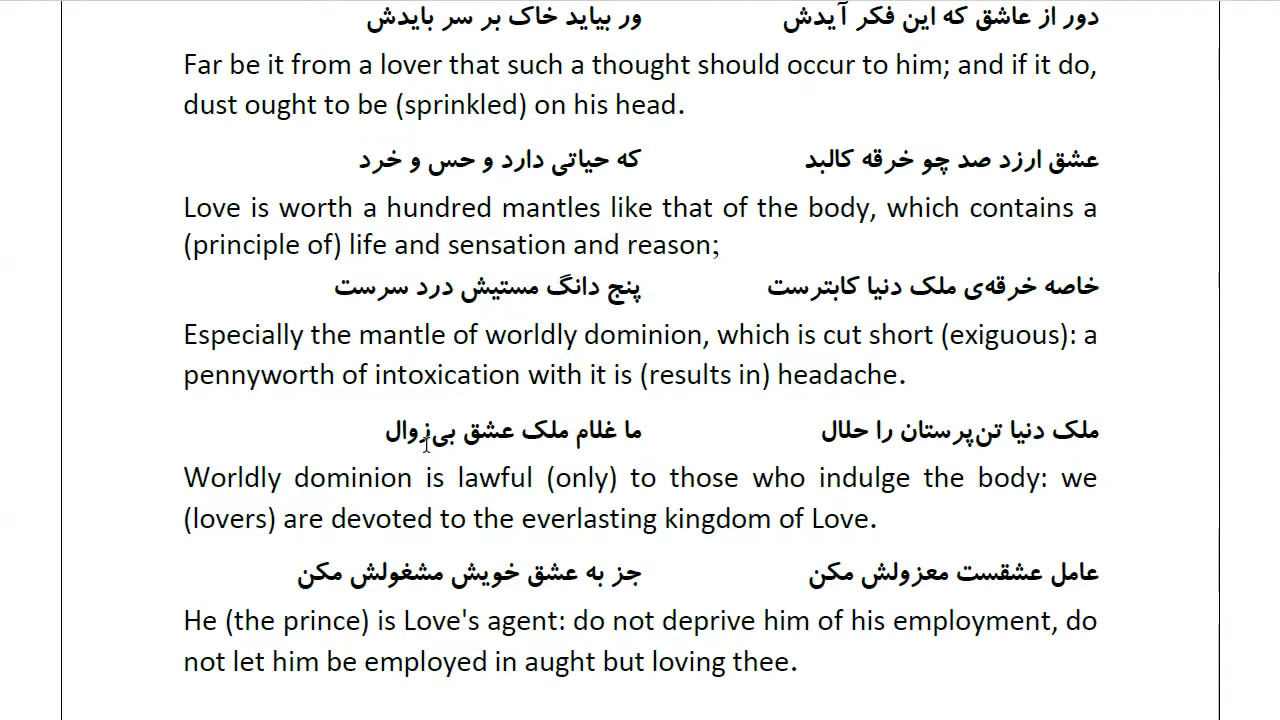 دور از عاشق که این فکر آیدش ور بیاید خاک بر سر بایدش
Far be it from a lover that such a thought should occur to him; and if it do,
dust ought to be (sprinkled) on his head.
عشق ارزد صد چو خرقه کالبد که حیاتی دارد و حس و خرد
Love is worth a hundred mantles like that of the body, which contains a
(principle of) life and sensation and reason;
خاصه خرقه‌ی ملک دنیا کابترست پنج دانگ مستیش درد سرست
Especially the mantle of worldly dominion, which is cut short (exiguous): a
pennyworth of intoxication with it is (results in) headache.
ملک دنیا تن‌پرستان را حلال ما غلام ملک عشق بی‌زوال
Worldly dominion is lawful (only) to those who indulge the body: we
(lovers) are devoted to the everlasting kingdom of Love.
عامل عشقست معزولش مکن جز به عشق خویش مشغولش مکن
He (the prince) is Love's agent: do not deprive him of his employment, do
not let him be employed in aught but loving thee.